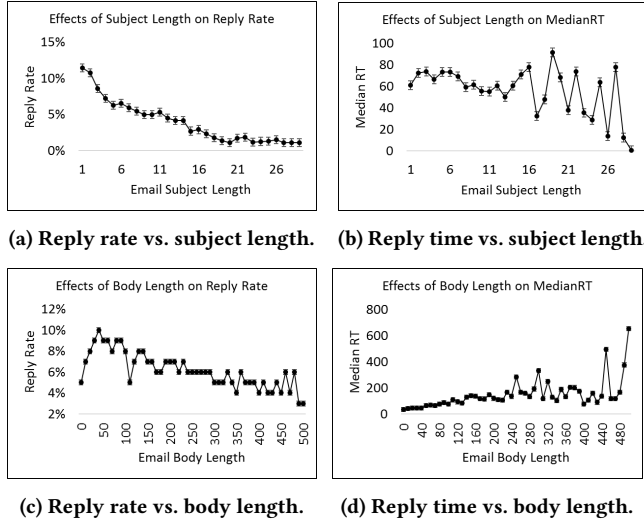 Effects of Subject Length on Reply Rate
15%
10%
5%
0%
Reply Rate
1 6 11 16 21 26
Email Subject Length
(a) Reply rate vs. subject length.
Effects of Subject Length on MedianRT
100
80
60
40
20
0
Median RT
1 6 11 16 21 26
Email Subject Length
(b) Reply time vs. subject length.
Effects of Body Length on Reply Rate
12%
10%
8%
6%
4%
2%
Reply Rate
0 50 100 150 200 250 300 350 400 450 500
Email Body Length
(c) Reply rate vs. body length.
Effects of Body Length on MedianRT
800
600
400
200
0
Median RT
0 40 80 120 160 200 240 280 320 360 400 440 480
Email Body Length
(d) Reply time vs. body length.